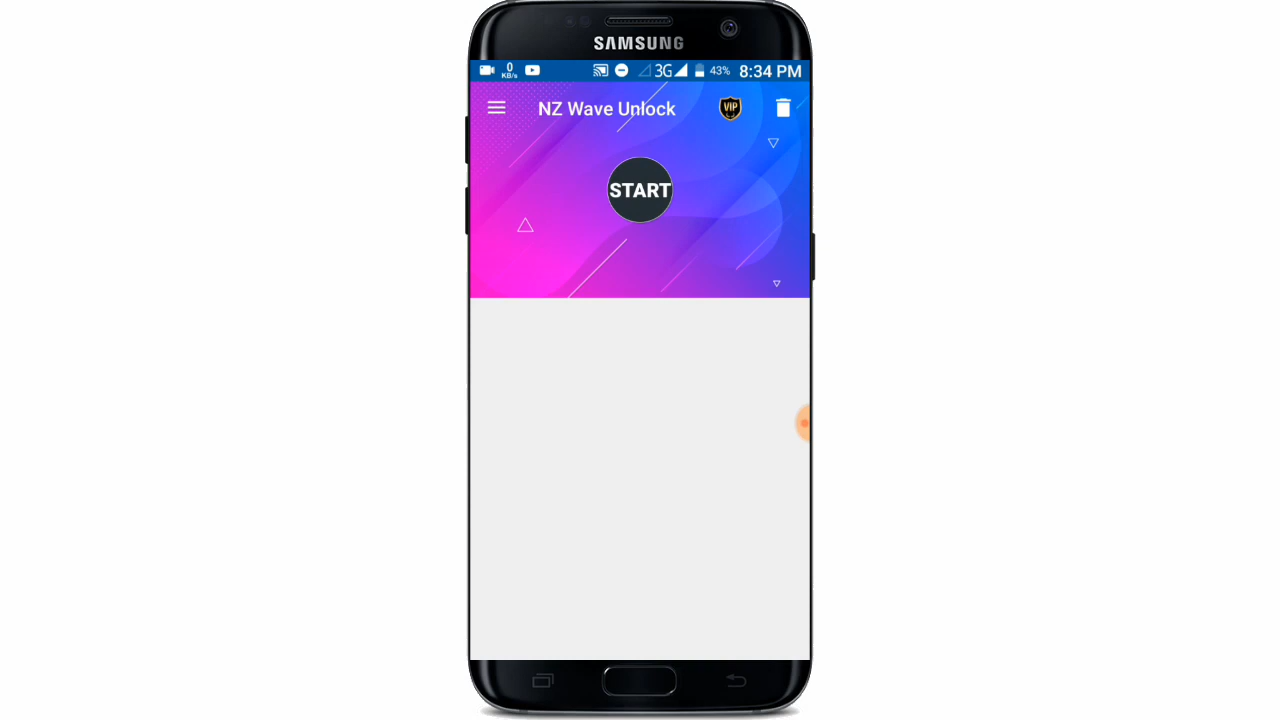 SAMSUNG
0
KB/s
3G
43%
8:34 PM
NZ Wave Unlock
VIP
START